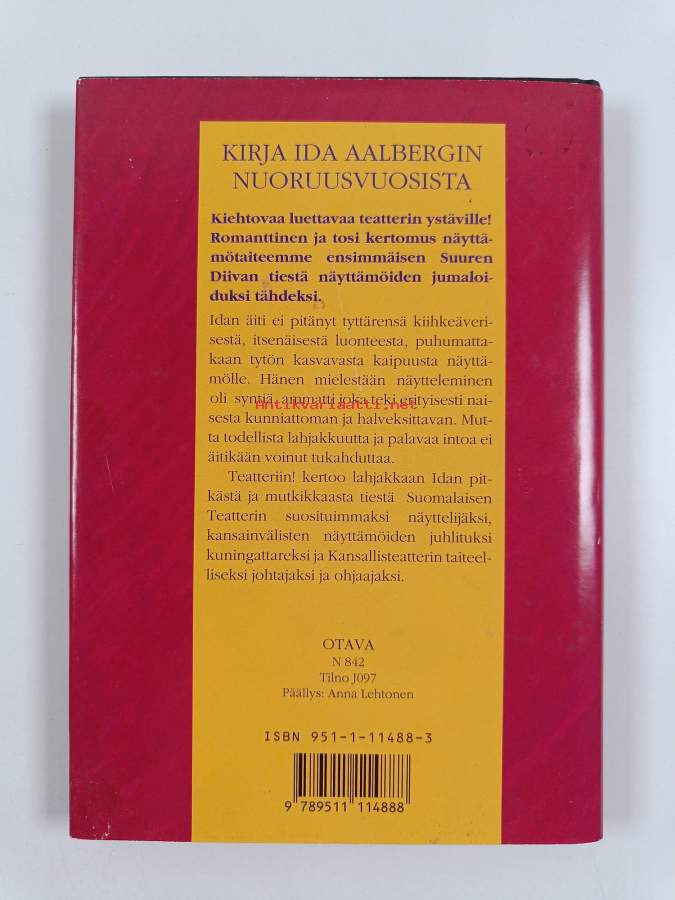 KIRJA IDA AALBERGIN
NUORUUSVUOSISTA
Kiehtovaa luettavaa teatterin ystäville!
Romanttinen ja tosi kertomus näyttä-
mötaiteemme ensimmäisen Suuren
Diivan tiestä näyttämöiden jumaloi-
duksi tähdeksi.
Idan äiti ei pitänyt tyttärensä kiihkeäveri-
sestä, itsenäisestä luonteesta, puhumatta-
kaan tytön kasvavasta kaipuusta näyttä-
mölle. Hänen mielestään näytteleminen
oli syntiä, ammatti joka teki erityisesti nai-
Antikvariaatti.net
sesta kunniattoman ja halveksittavan. Mut-
ta todellista lahjakkuutta ja palavaa intoa ei
äitikään voinut tukahduttaa.
Teatteriin! kertoo lahjakkaan Idan pit-
kästä ja mutkikkaasta tiestä Suomalaisen
Teatterin suosituimmaksi näyttelijäksi,
kansainvälisten näyttämöiden juhlituksi
kuningattareksi ja Kansallisteatterin taiteel-
liseksi johtajaksi ja ohjaajaksi.
OTAVA
N 842
Tilno J097
Päällys: Anna Lehtonen
ISBN 951-1-11488-3
9 789511 114888